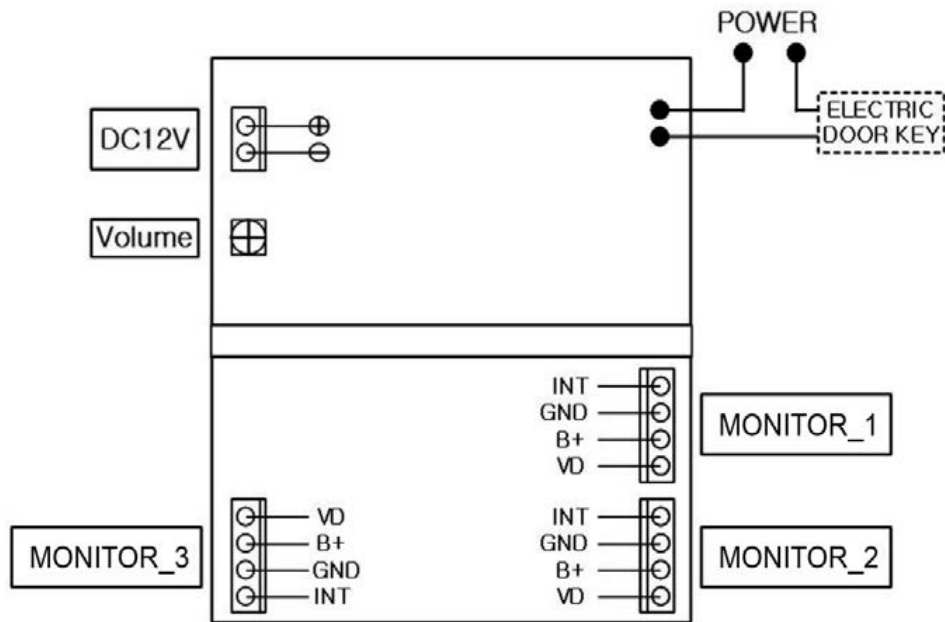 POWER
ELECTRIC
DOOR KEY
DC12V
Volume
INT
GND
B+
VD
MONITOR_1
MONITOR_3
VD
B+
GND
INT
INT
GND
B+
VD
MONITOR_2